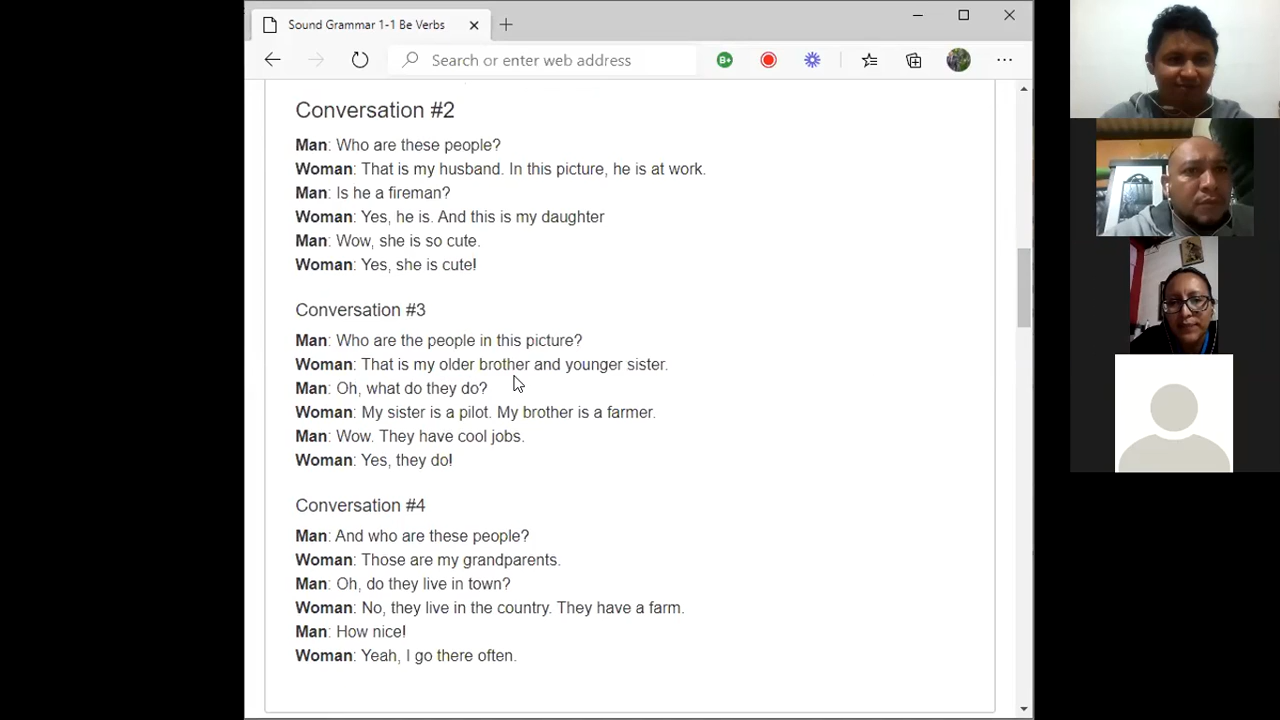 Sound Grammar 1-1 Be Verbs
Search or enter web address
B+
Conversation #2
Man: Who are these people?
Woman: That is my husband. In this picture, he is at work.
Man: Is he a fireman?
Woman: Yes, he is. And this is my daughter
Man: Wow, she is so cute.
Woman: Yes, she is cute!
Conversation #3
Man: Who are the people in this picture?
Woman: That is my older brother and younger sister.
Man: Oh, what do they do?
Woman: My sister is a pilot. My brother is a farmer.
Man: Wow. They have cool jobs.
Woman: Yes, they do!
Conversation #4
Man: And who are these people?
Woman: Those are my grandparents.
Man: Oh, do they live in town?
Woman: No, they live in the country. They have a farm.
Man: How nice!
Woman: Yeah, I go there often.